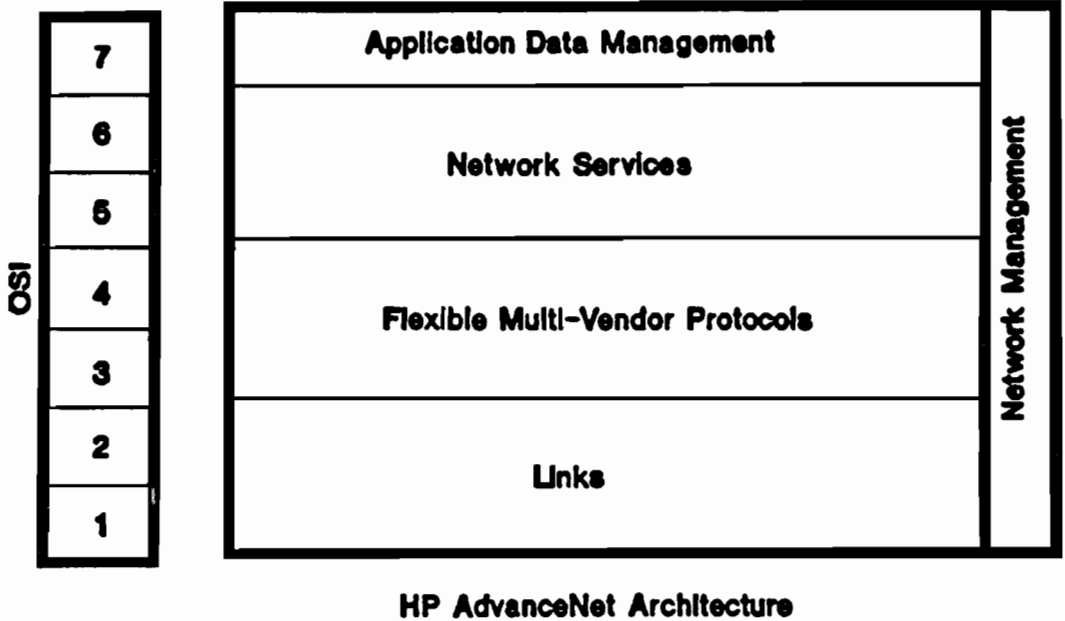 OSI
7
6
5
4
3
2
1
Application Data Management
Network Services
Flexible Multi-Vendor Protocols
Links
Network Management
HP AdvanceNet Architecture